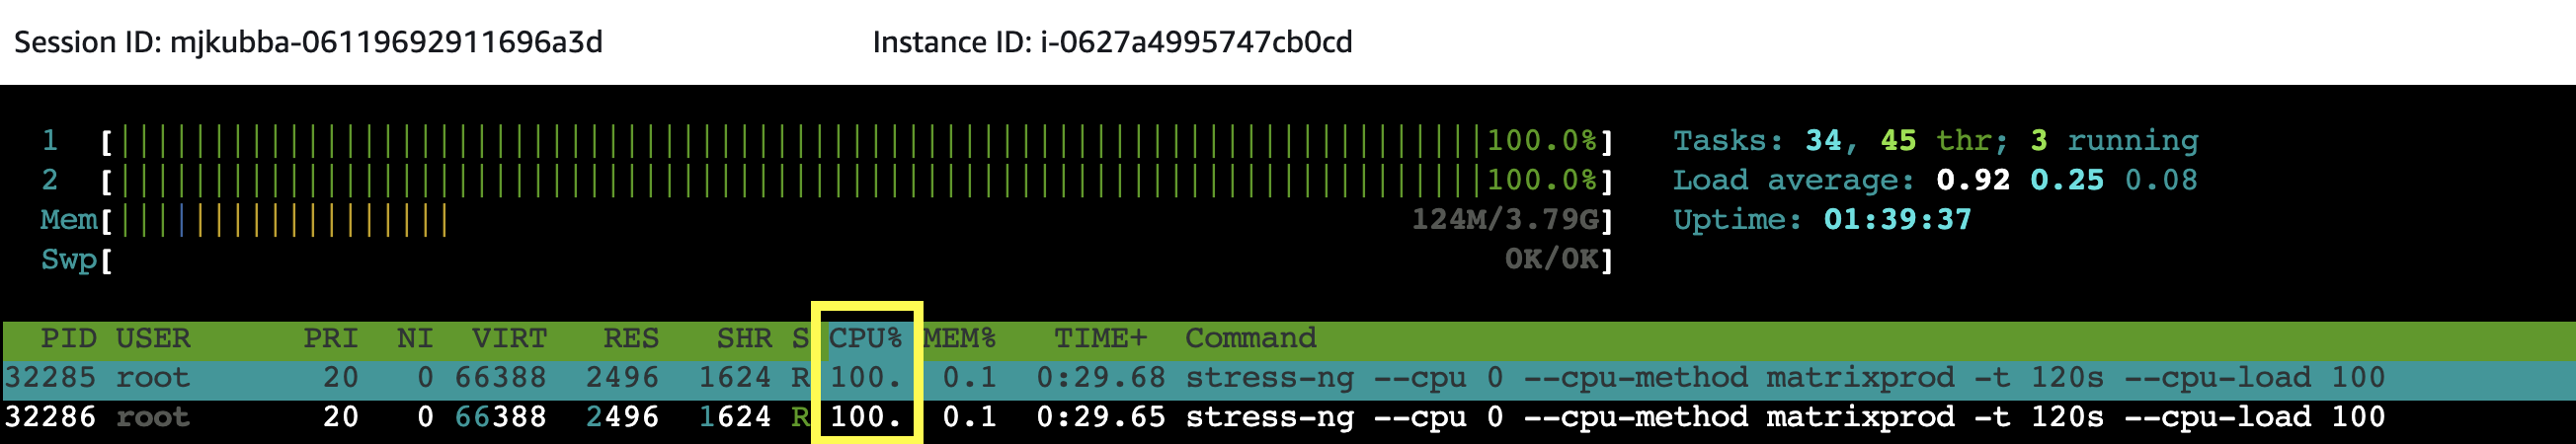 Session ID: mjkubba-06119692911696a3d Instance ID: i-0627a4995747cb0cd
1 [||||||||||||||||||||||||||||||||||||||||||||||||||||||||||||||||||||||||100.0%] Tasks: 34, 45 thr; 3 running
2 [||||||||||||||||||||||||||||||||||||||||||||||||||||||||||||||||||||||||100.0%] Load average: 0.92 0.25 0.08
Mem[|||||||||||||||||| 124M/3.79G] Uptime: 01:39:37
Swp[ 0K/0K]
PID USER PRI NI VIRT RES SHR S CPU% MEM% TIME+ Command
32285 root 20 0 66388 2496 1624 R 100. 0.1 0:29.68 stress-ng --cpu 0 --cpu-method matrixprod -t 120s --cpu-load 100
32286 root 20 0 66388 2496 1624 R 100. 0.1 0:29.65 stress-ng --cpu 0 --cpu-method matrixprod -t 120s --cpu-load 100